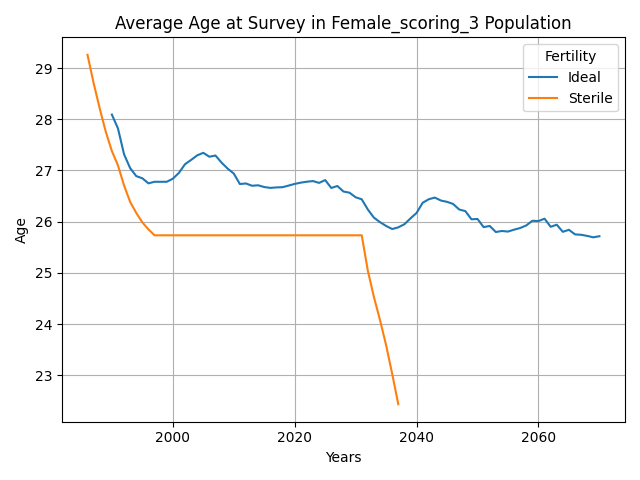 Average Age at Survey in Female_scoring_3 Population
Fertility
Ideal
Sterile
29
28
27
26
25
24
23
Age
2000
2020
2040
2060
Years